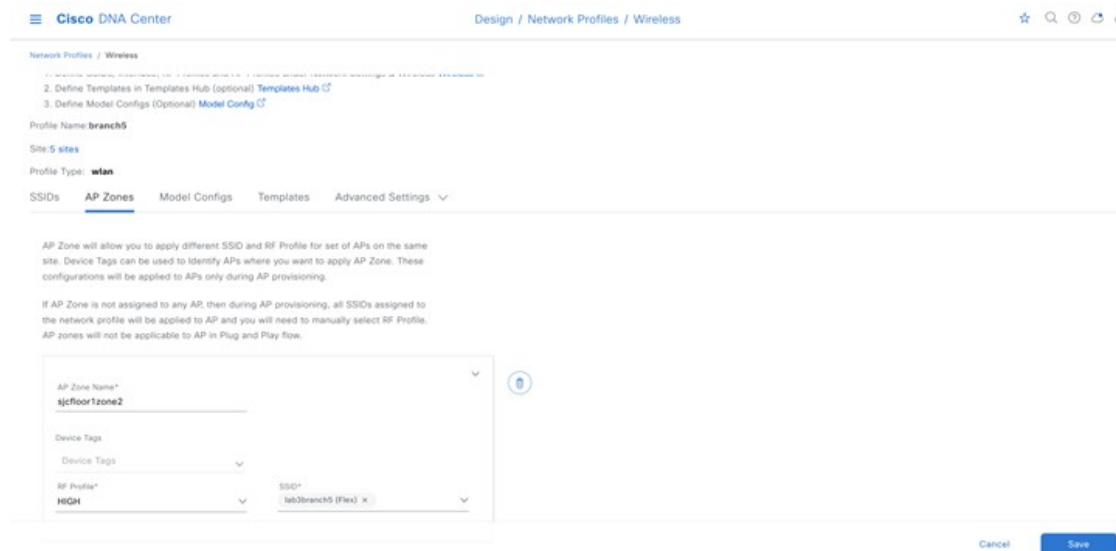 Cisco DNA Center
Design / Network Profiles / Wireless
Network Profiles / Wireless
2. Define Templates in Templates Hub (optional) Templates Hub
3. Define Model Configs (Optional) Model Config
Profile Name:branch5
Site:5 sites
Profile Type: wlan
SSIDs AP Zones Model Configs Templates Advanced Settings
AP Zone will allow you to apply different SSID and RF Profile for set of APs on the same
site. Device Tags can be used to Identify APs where you want to apply AP Zone. These
configurations will be applied to APs only during AP provisioning.
If AP Zone is not assigned to any AP, then during AP provisioning, all SSIDs assigned to
the network profile will be applied to AP and you will need to manually select RF Profile.
AP zones will not be applicable to AP in Plug and Play flow.
AP Zone Name*
sjcfloor1zone2
Device Tags
Device Tags
RF Profile* SSID*
HIGH lab3branch5 (Flex) ×
Cancel Save